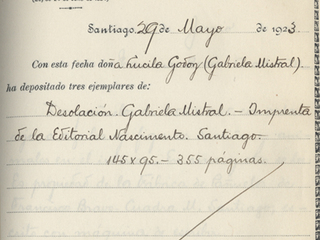 Santiago, 29 de Mayo de 1923.
Con esta fecha doña Lucila Godoy (Gabriela Mistral).
ha depositado tres ejemplares de:
Desolación. Gabriela Mistral. – Imprenta
de la Editorial Nascimento. Santiago.
145 x 95. – 355 páginas.